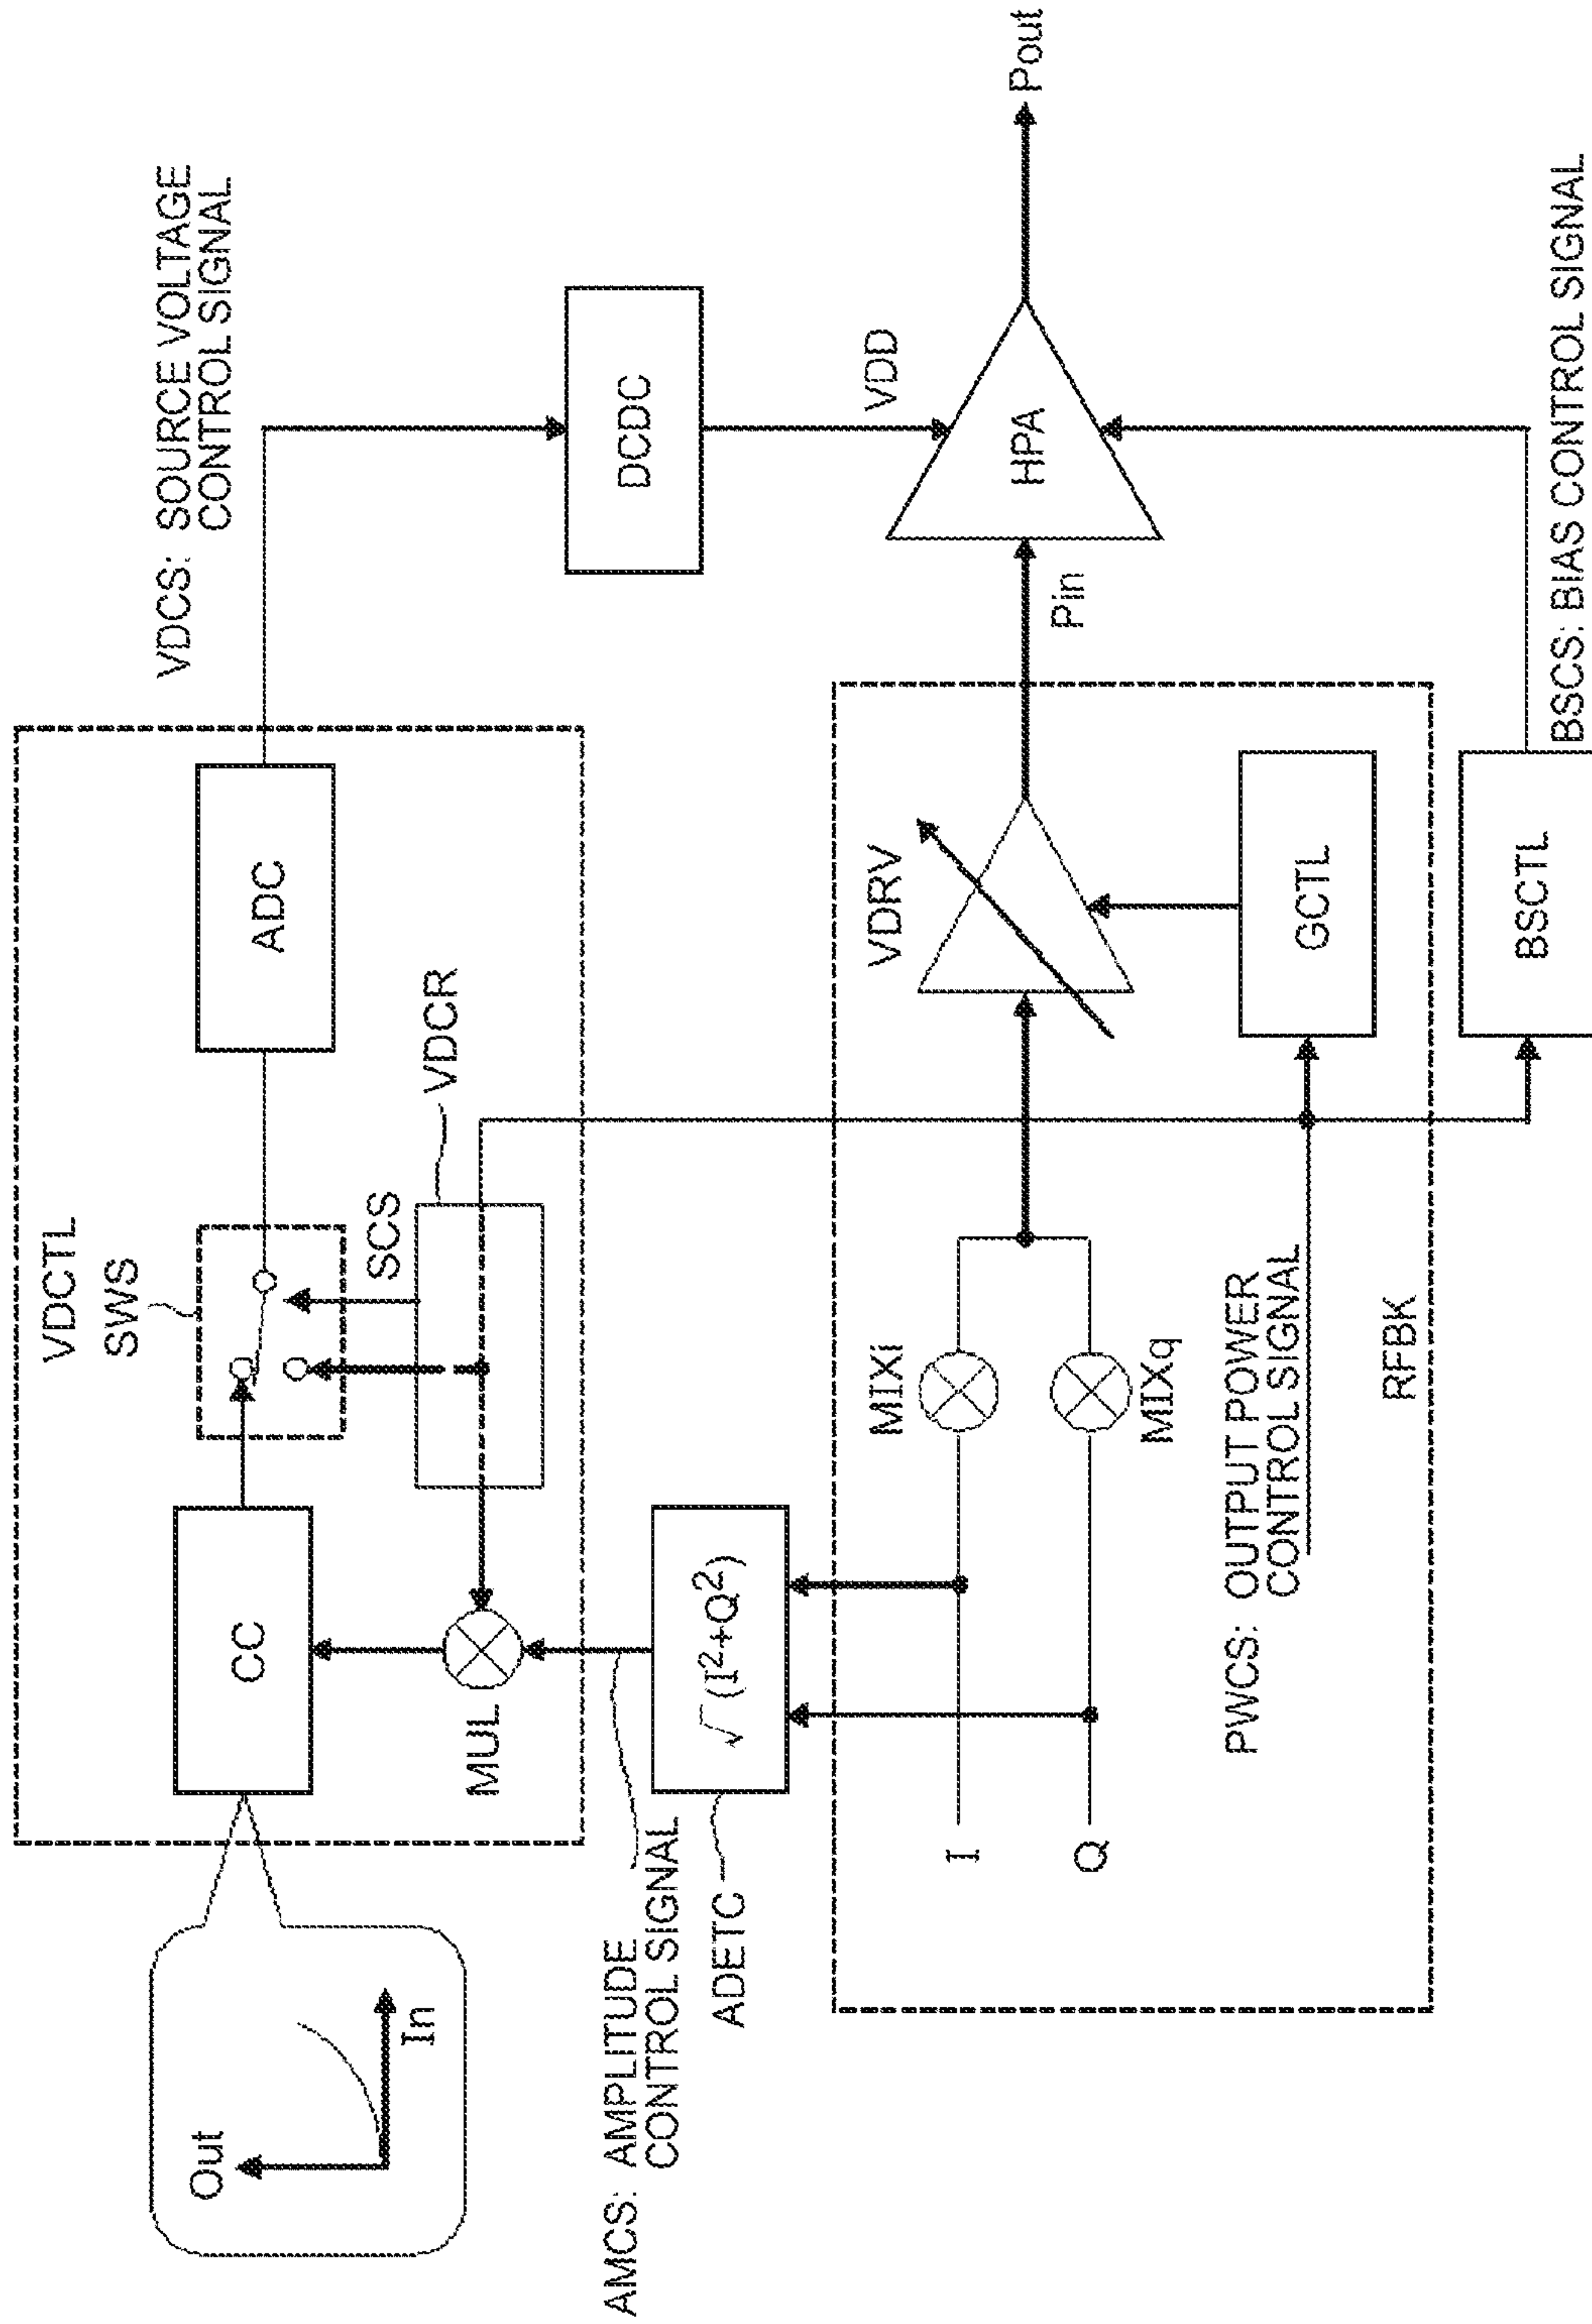 VDCTL
SWS
VDCS: SOURCE VOLTAGE
CONTROL SIGNAL
Out
In
CC
ADC
SCS
VDCR
MUL
DCDC
AMCS: AMPLITUDE
CONTROL SIGNAL
ADETC
√(I²+Q²)
VDD
I
Q
MIXi
MIXq
VDRV
Pin
HPA
Pout
PWCS: OUTPUT POWER
CONTROL SIGNAL
GCTL
RFBK
BSCTL
BSCS: BIAS CONTROL SIGNAL